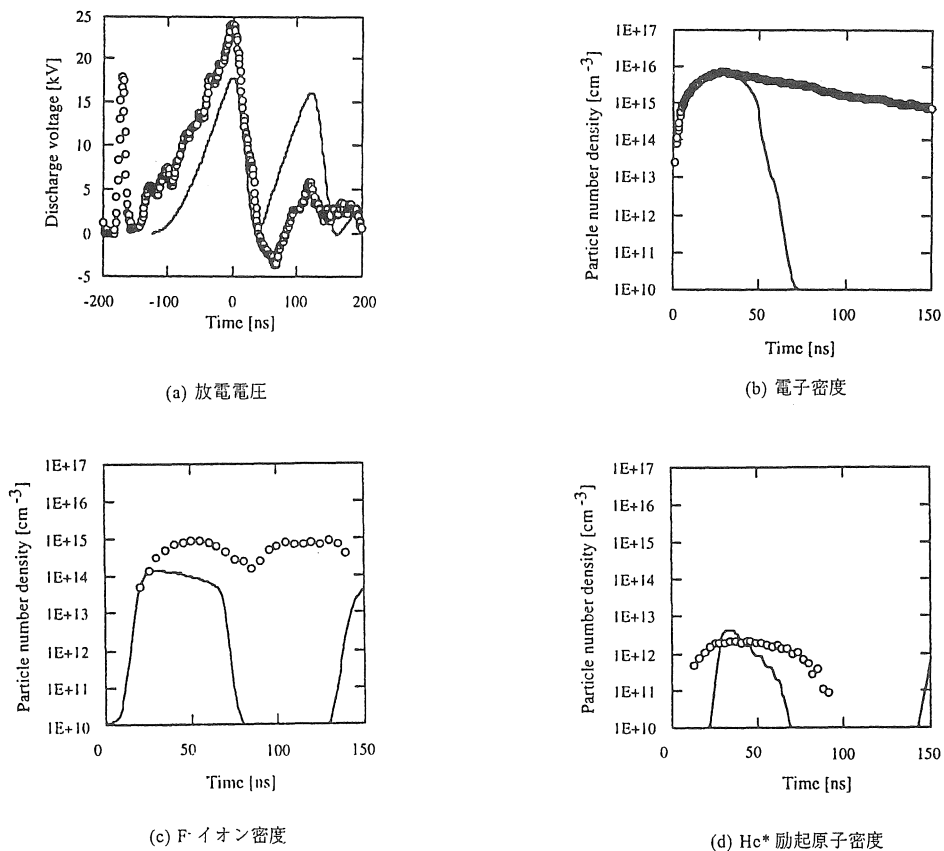 Discharge voltage [kV]
25
20
15
10
5
0
-5
-200
-100
0
100
200
Time [ns]
(a) 放電電圧
Particle number density [cm⁻³]
1E+17
1E+16
1E+15
1E+14
1E+13
1E+12
1E+11
1E+10
0
50
100
150
Time [ns]
(b) 電子密度
Particle number density [cm⁻³]
1E+17
1E+16
1E+15
1E+14
1E+13
1E+12
1E+11
1E+10
0
50
100
150
Time [ns]
(c) F⁻ イオン密度
Particle number density [cm⁻³]
1E+17
1E+16
1E+15
1E+14
1E+13
1E+12
1E+11
1E+10
0
50
100
150
Time [ns]
(d) He* 励起原子密度